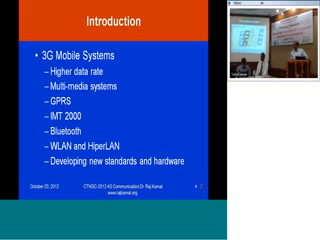 Introduction
• 3G Mobile Systems
– Higher data rate
– Multi-media systems
– GPRS
– IMT 2000
– Bluetooth
– WLAN and HiperLAN
– Developing new standards and hardware
October 20, 2012
CTNGC-2012 4G Communication Dr. Raj Kamal
www.rajkamal.org
4
Video